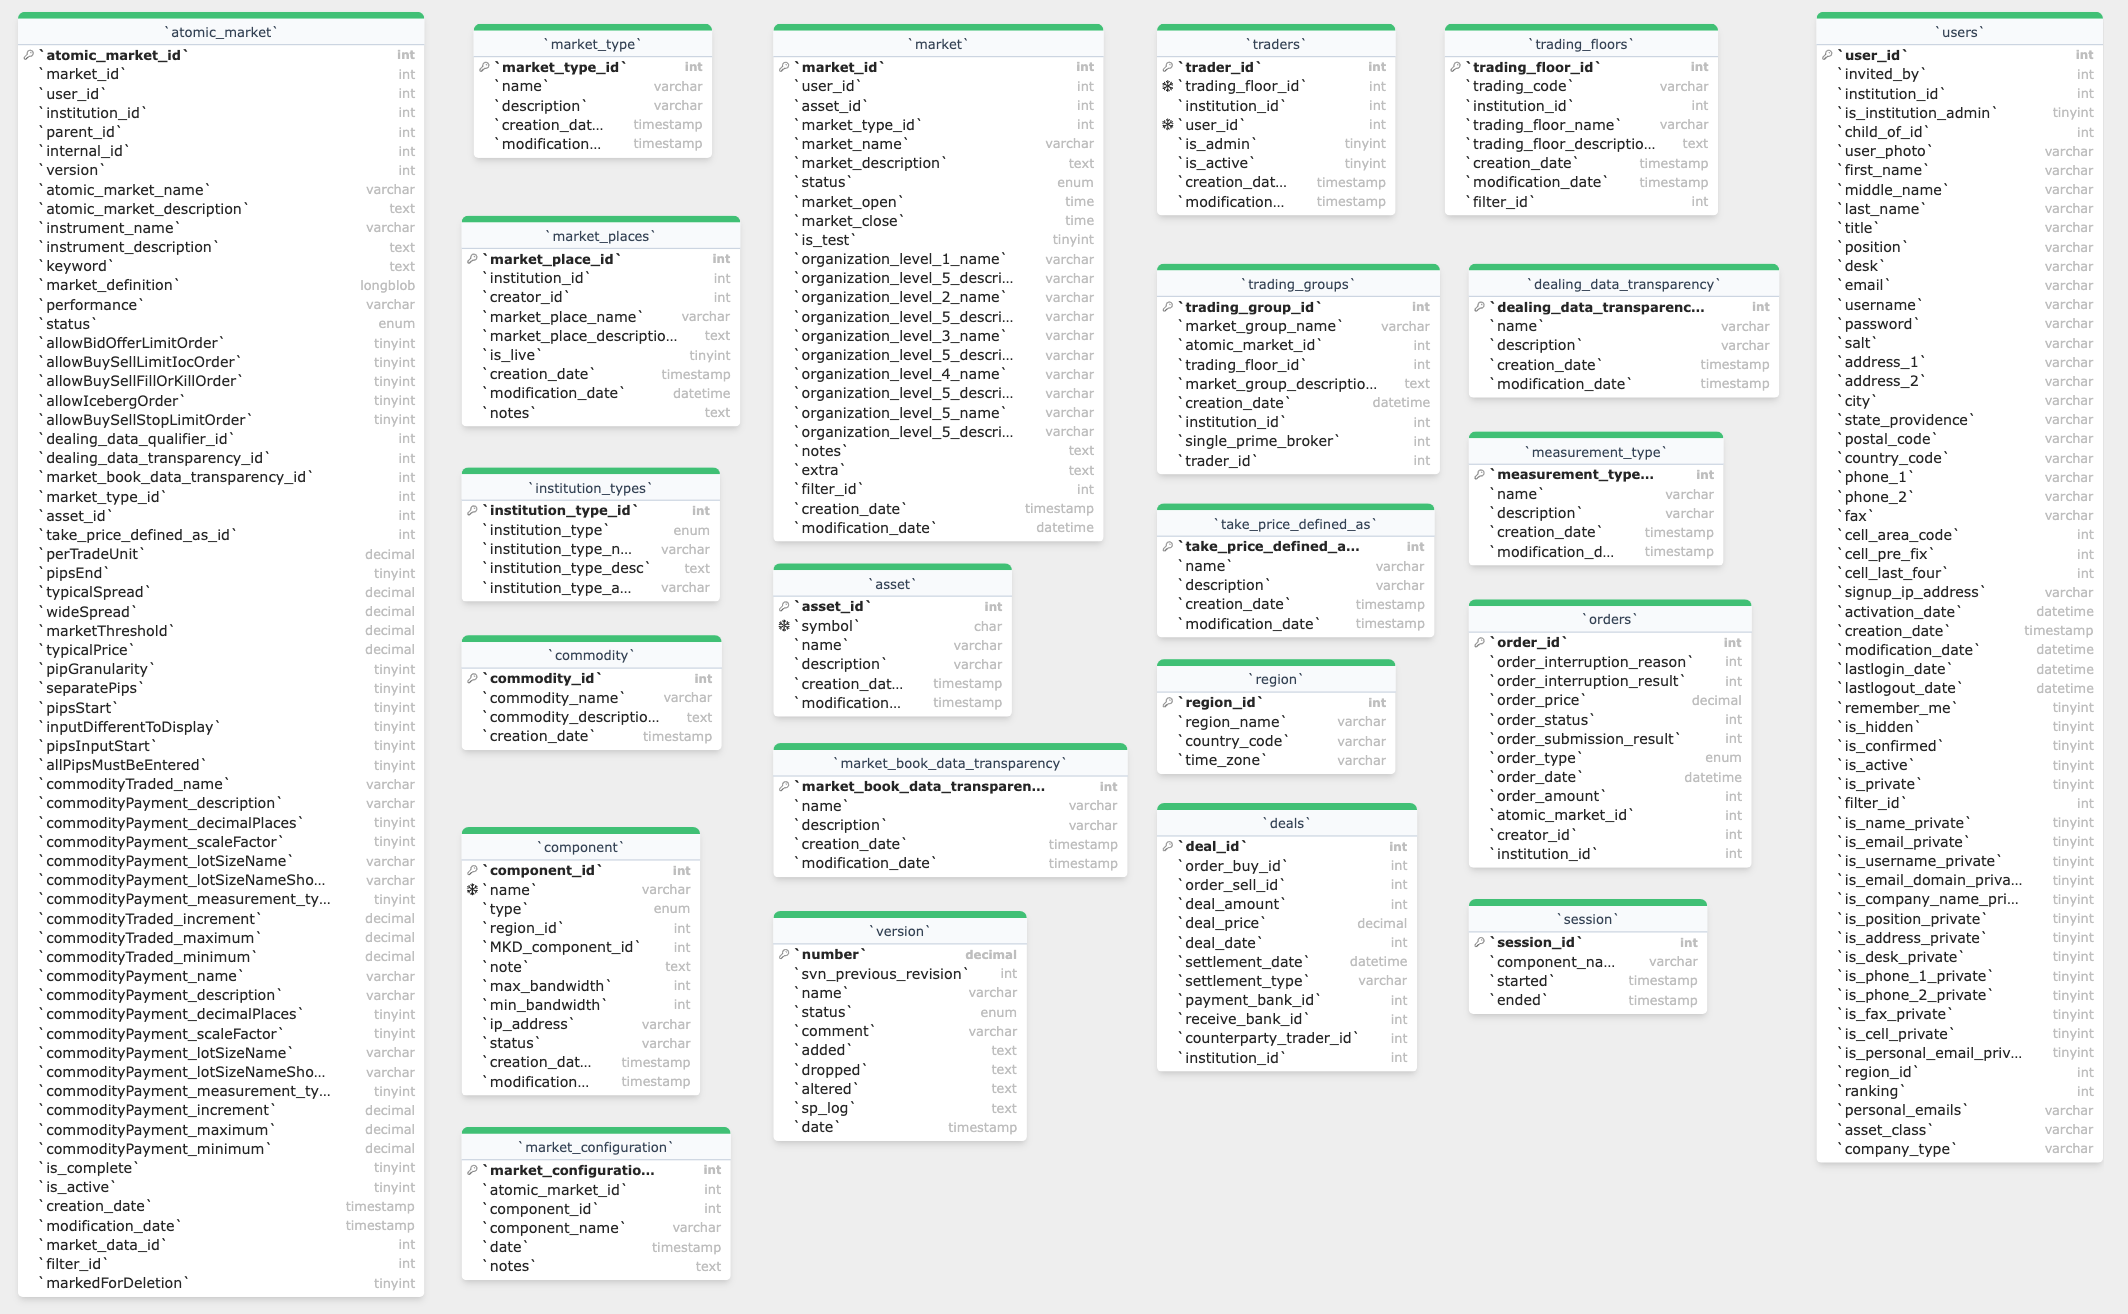 `atomic_market`
`atomic_market_id` int
`market_id` int
`user_id` int
`institution_id` int
`parent_id` int
`internal_id` int
`version` int
`atomic_market_name` varchar
`atomic_market_description` text
`instrument_name` varchar
`instrument_description` text
`keyword` text
`market_definition` longblob
`performance` varchar
`status` enum
`allowBidOfferLimitOrder` tinyint
`allowBuySellLimitIocOrder` tinyint
`allowBuySellFillOrKillOrder` tinyint
`allowIcebergOrder` tinyint
`allowBuySellStopLimitOrder` tinyint
`dealing_data_qualifier_id` int
`dealing_data_transparency_id` int
`market_book_data_transparency_id` int
`market_type_id` int
`asset_id` int
`take_price_defined_as_id` int
`perTradeUnit` decimal
`pipsEnd` tinyint
`typicalSpread` decimal
`wideSpread` decimal
`marketThreshold` decimal
`typicalPrice` decimal
`pipGranularity` tinyint
`separatePips` tinyint
`pipsStart` tinyint
`inputDifferentToDisplay` tinyint
`pipsInputStart` tinyint
`allPipsMustBeEntered` tinyint
`commodityTraded_name` varchar
`commodityPayment_description` varchar
`commodityPayment_decimalPlaces` tinyint
`commodityPayment_scaleFactor` tinyint
`commodityPayment_lotSizeName` varchar
`commodityPayment_lotSizeNameSho... varchar
`commodityPayment_measurement_ty... tinyint
`commodityTraded_increment` decimal
`commodityTraded_maximum` decimal
`commodityTraded_minimum` decimal
`commodityPayment_name` varchar
`commodityPayment_description` varchar
`commodityPayment_decimalPlaces` tinyint
`commodityPayment_scaleFactor` tinyint
`commodityPayment_lotSizeName` varchar
`commodityPayment_lotSizeNameSho... varchar
`commodityPayment_measurement_ty... tinyint
`commodityPayment_increment` decimal
`commodityPayment_maximum` decimal
`commodityPayment_minimum` decimal
`is_complete` tinyint
`is_active` tinyint
`creation_date` timestamp
`modification_date` timestamp
`market_data_id` int
`filter_id` int
`markedForDeletion` tinyint
`market_type`
`market_type_id` int
`name` varchar
`description` varchar
`creation_dat... timestamp
`modification... timestamp
`market_places`
`market_place_id` int
`institution_id` int
`creator_id` int
`market_place_name` varchar
`market_place_descriptio... text
`is_live` tinyint
`creation_date` timestamp
`modification_date` datetime
`notes` text
`institution_types`
`institution_type_id` int
`institution_type` enum
`institution_type_n... varchar
`institution_type_desc` text
`institution_type_a... varchar
`commodity`
`commodity_id` int
`commodity_name` varchar
`commodity_descriptio... text
`creation_date` timestamp
`component`
`component_id` int
`name` varchar
`type` enum
`region_id` int
`MKD_component_id` int
`note` text
`max_bandwidth` int
`min_bandwidth` int
`ip_address` varchar
`status` varchar
`creation_dat... timestamp
`modification... timestamp
`market_configuration`
`market_configuratio... int
`atomic_market_id` int
`component_id` int
`component_name` varchar
`date` timestamp
`notes` text
`market`
`market_id` int
`user_id` int
`asset_id` int
`market_type_id` int
`market_name` varchar
`market_description` text
`status` enum
`market_open` time
`market_close` time
`is_test` tinyint
`organization_level_1_name` varchar
`organization_level_5_descri... varchar
`organization_level_2_name` varchar
`organization_level_5_descri... varchar
`organization_level_3_name` varchar
`organization_level_5_descri... varchar
`organization_level_4_name` varchar
`organization_level_5_descri... varchar
`organization_level_5_name` varchar
`organization_level_5_descri... varchar
`notes` text
`extra` text
`filter_id` int
`creation_date` timestamp
`modification_date` datetime
`asset`
`asset_id` int
`symbol` char
`name` varchar
`description` varchar
`creation_dat... timestamp
`modification... timestamp
`market_book_data_transparency`
`market_book_data_transparen... int
`name` varchar
`description` varchar
`creation_date` timestamp
`modification_date` timestamp
`version`
`number` decimal
`svn_previous_revision` int
`name` varchar
`status` enum
`comment` varchar
`added` text
`dropped` text
`altered` text
`sp_log` text
`date` timestamp
`traders`
`trader_id` int
`trading_floor_id` int
`institution_id` int
`user_id` int
`is_admin` tinyint
`is_active` tinyint
`creation_dat... timestamp
`modification... timestamp
`trading_groups`
`trading_group_id` int
`market_group_name` varchar
`atomic_market_id` int
`trading_floor_id` int
`market_group_descriptio... text
`creation_date` datetime
`institution_id` int
`single_prime_broker` int
`trader_id` int
`take_price_defined_as`
`take_price_defined_a... int
`name` varchar
`description` varchar
`creation_date` timestamp
`modification_date` timestamp
`region`
`region_id` int
`region_name` varchar
`country_code` varchar
`time_zone` varchar
`deals`
`deal_id` int
`order_buy_id` int
`order_sell_id` int
`deal_amount` int
`deal_price` decimal
`deal_date` int
`settlement_date` datetime
`settlement_type` varchar
`payment_bank_id` int
`receive_bank_id` int
`counterparty_trader_id` int
`institution_id` int
`trading_floors`
`trading_floor_id` int
`trading_code` varchar
`institution_id` int
`trading_floor_name` varchar
`trading_floor_descriptio... text
`creation_date` timestamp
`modification_date` timestamp
`filter_id` int
`dealing_data_transparency`
`dealing_data_transparenc... int
`name` varchar
`description` varchar
`creation_date` timestamp
`modification_date` timestamp
`measurement_type`
`measurement_type... int
`name` varchar
`description` varchar
`creation_date` timestamp
`modification_d... timestamp
`orders`
`order_id` int
`order_interruption_reason` int
`order_interruption_result` int
`order_price` decimal
`order_status` int
`order_submission_result` int
`order_type` enum
`order_date` datetime
`order_amount` int
`atomic_market_id` int
`creator_id` int
`institution_id` int
`session`
`session_id` int
`component_na... varchar
`started` timestamp
`ended` timestamp
`users`
`user_id` int
`invited_by` int
`institution_id` int
`is_institution_admin` tinyint
`child_of_id` int
`user_photo` varchar
`first_name` varchar
`middle_name` varchar
`last_name` varchar
`title` varchar
`position` varchar
`desk` varchar
`email` varchar
`username` varchar
`password` varchar
`salt` varchar
`address_1` varchar
`address_2` varchar
`city` varchar
`state_providence` varchar
`postal_code` varchar
`country_code` varchar
`phone_1` varchar
`phone_2` varchar
`fax` varchar
`cell_area_code` int
`cell_pre_fix` int
`cell_last_four` int
`signup_ip_address` varchar
`activation_date` datetime
`creation_date` timestamp
`modification_date` datetime
`lastlogin_date` datetime
`lastlogout_date` datetime
`remember_me` tinyint
`is_hidden` tinyint
`is_confirmed` tinyint
`is_active` tinyint
`is_private` tinyint
`filter_id` int
`is_name_private` tinyint
`is_email_private` tinyint
`is_username_private` tinyint
`is_email_domain_priva... tinyint
`is_company_name_pri... tinyint
`is_position_private` tinyint
`is_address_private` tinyint
`is_desk_private` tinyint
`is_phone_1_private` tinyint
`is_phone_2_private` tinyint
`is_fax_private` tinyint
`is_cell_private` tinyint
`is_personal_email_priv... tinyint
`region_id` int
`ranking` int
`personal_emails` varchar
`asset_class` varchar
`company_type` varchar